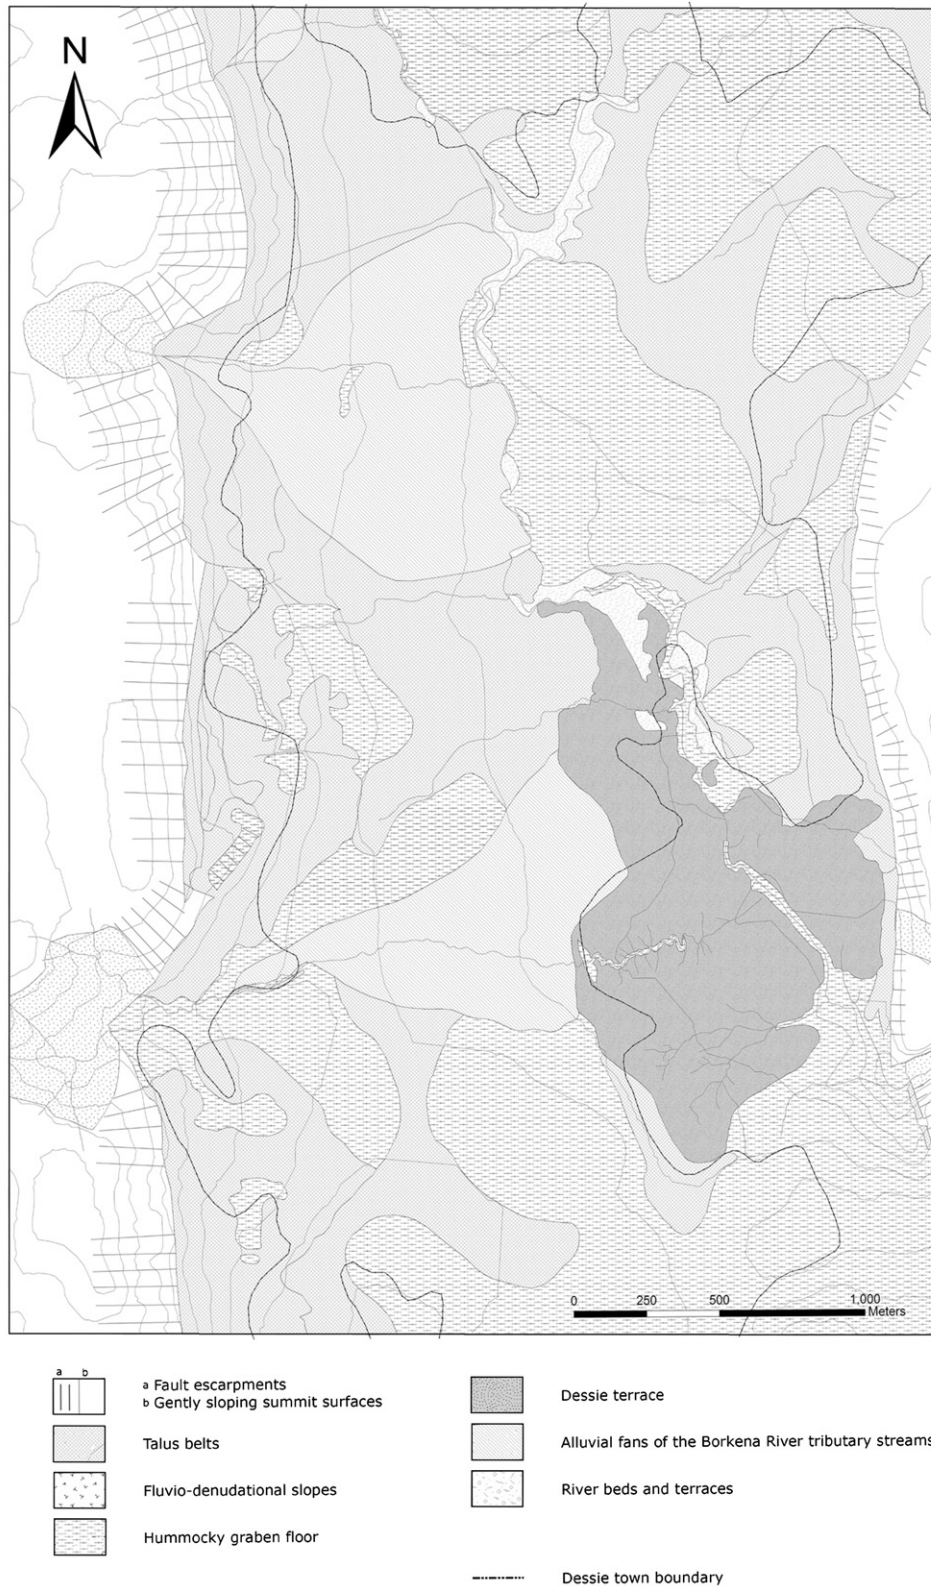 N
0 250 500 1,000
Meters
a b
a Fault escarpments
b Gently sloping summit surfaces
Talus belts
Fluvio-denudational slopes
Hummocky graben floor
Dessie terrace
Alluvial fans of the Borkena River tributary streams
River beds and terraces
Dessie town boundary